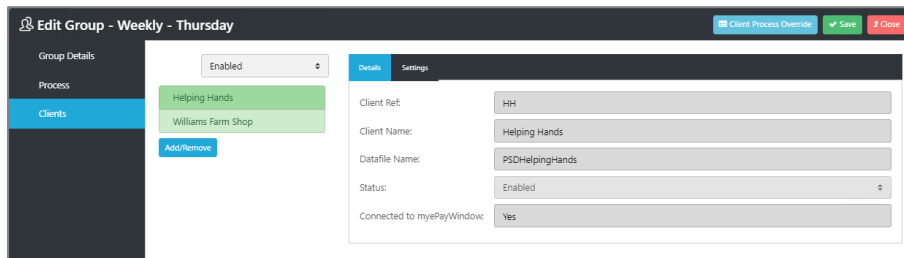 Edit Group - Weekly - Thursday
Client Process Override
Save
Close
Group Details
Process
Clients
Enabled
Helping Hands
Williams Farm Shop
Add/Remove
Details Settings
Client Ref: HH
Client Name: Helping Hands
Datafile Name: PSDHelpingHands
Status: Enabled
Connected to myePayWindow: Yes